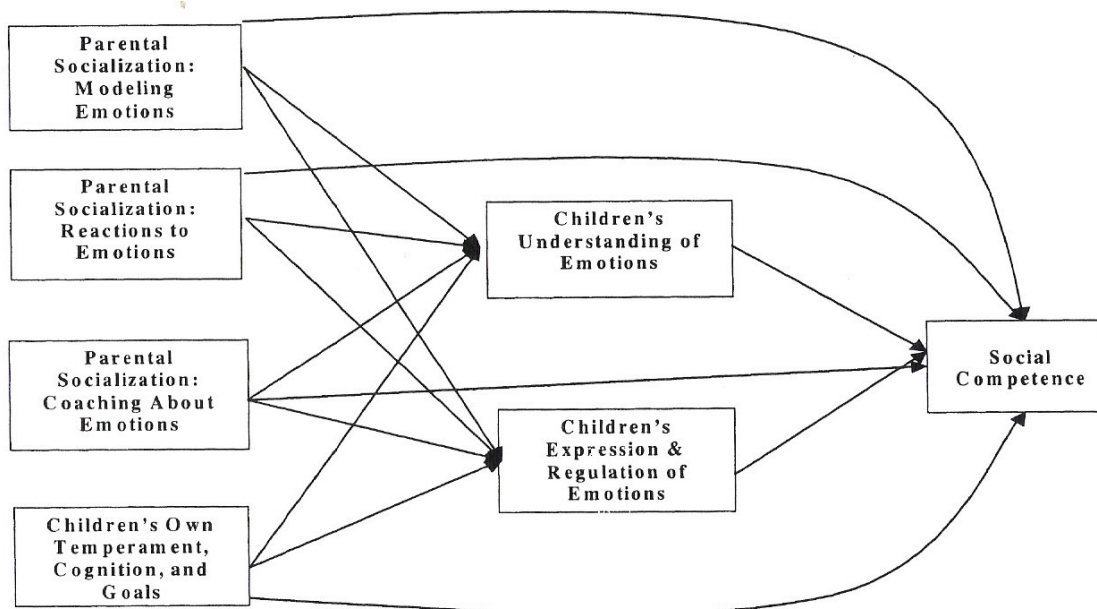 Parental
Socialization:
Modeling
Emotions
Parental
Socialization:
Reactions to
Emotions
Parental
Socialization:
Coaching About
Emotions
Children's Own
Temperament,
Cognition, and
Goals
Children's
Understanding of
Emotions
Children's
Expression &
Regulation of
Emotions
Social
Competence